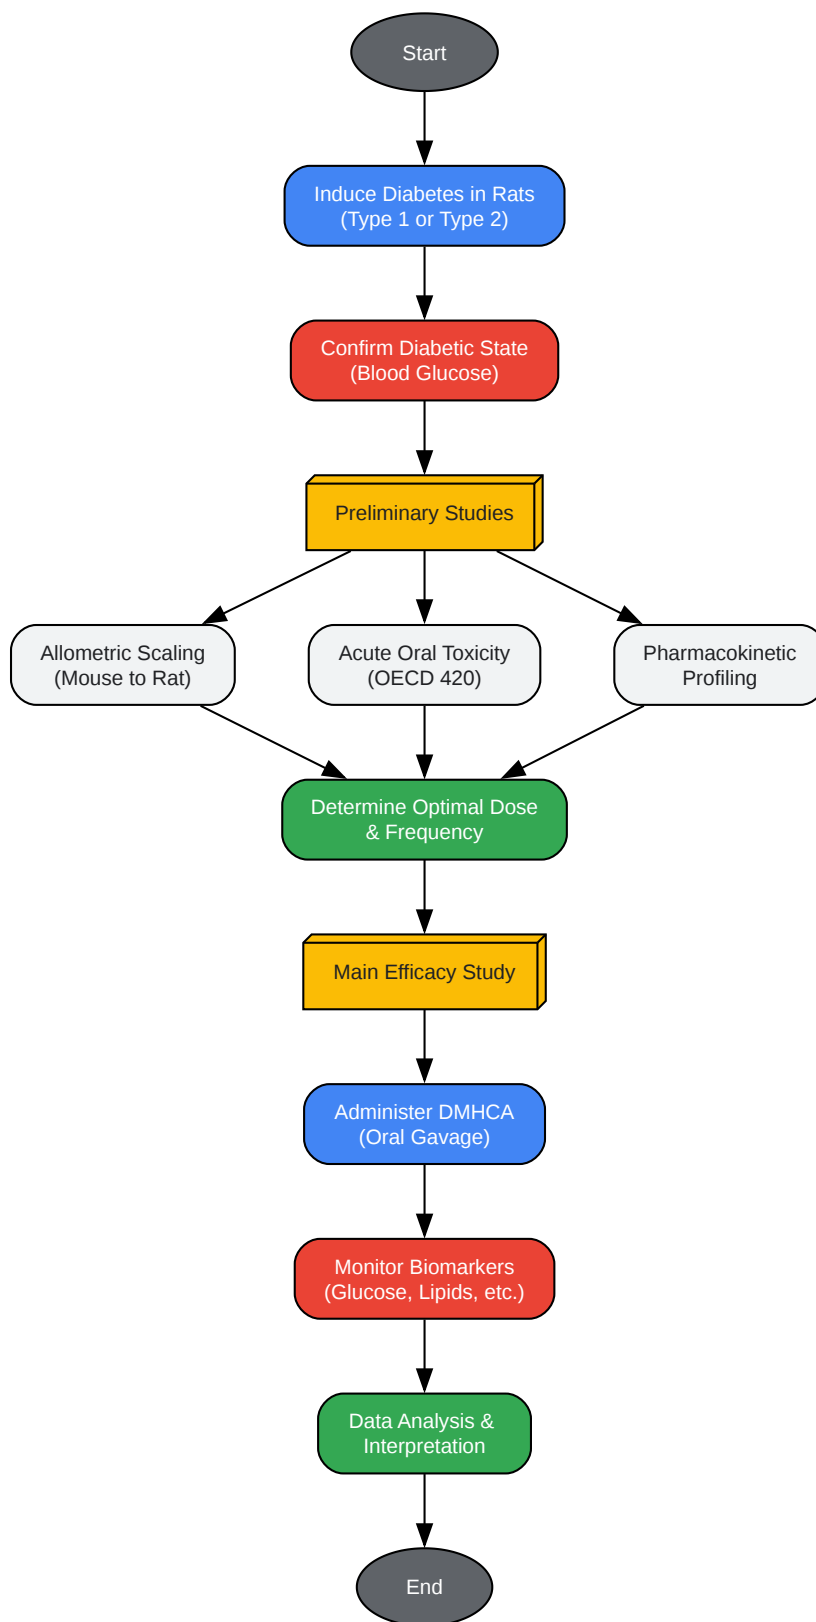 Start
Induce Diabetes in Rats
(Type 1 or Type 2)
Confirm Diabetic State
(Blood Glucose)
Preliminary Studies
Allometric Scaling
(Mouse to Rat)
Acute Oral Toxicity
(OECD 420)
Pharmacokinetic
Profiling
Determine Optimal Dose
& Frequency
Main Efficacy Study
Administer DMHCA
(Oral Gavage)
Monitor Biomarkers
(Glucose, Lipids, etc.)
Data Analysis &
Interpretation
End